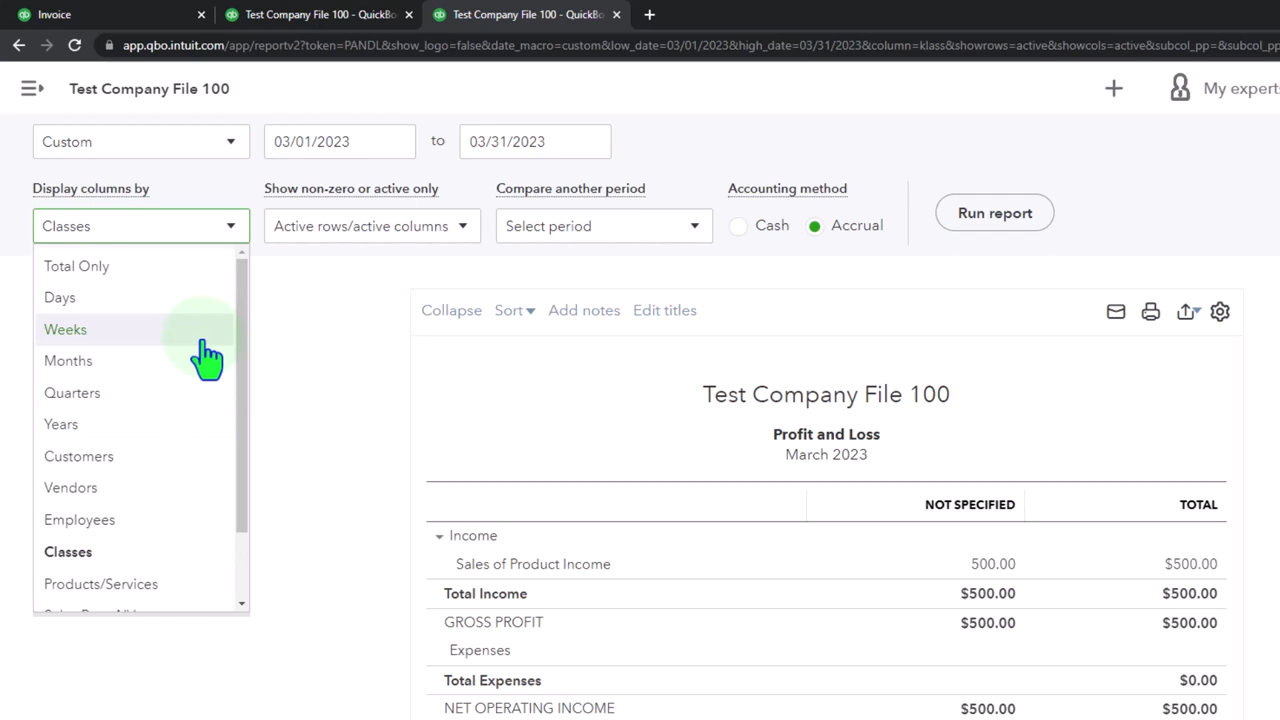 Invoice
Test Company File 100 - QuickBo
Test Company File 100 - QuickBo
app.qbo.intuit.com/app/reportv2?token=PANDL&show_logo=false&date_macro=custom&low_date=03/01/2023&high_date=03/31/2023&column=klass&showrows=active&showcols=active&subcol_pp=&subcol_pp
Test Company File 100
My experts
Custom 03/01/2023 to 03/31/2023
Display columns by Show non-zero or active only Compare another period Accounting method
Classes Active rows/active columns Select period Cash Accrual Run report
Total Only
Days
Weeks
Months
Quarters
Years
Customers
Vendors
Employees
Classes
Products/Services
Collapse Sort Add notes Edit titles
Test Company File 100
Profit and Loss
March 2023
NOT SPECIFIED TOTAL
Income
Sales of Product Income 500.00 $500.00
Total Income $500.00 $500.00
GROSS PROFIT $500.00 $500.00
Expenses
Total Expenses $0.00
NET OPERATING INCOME $500.00 $500.00